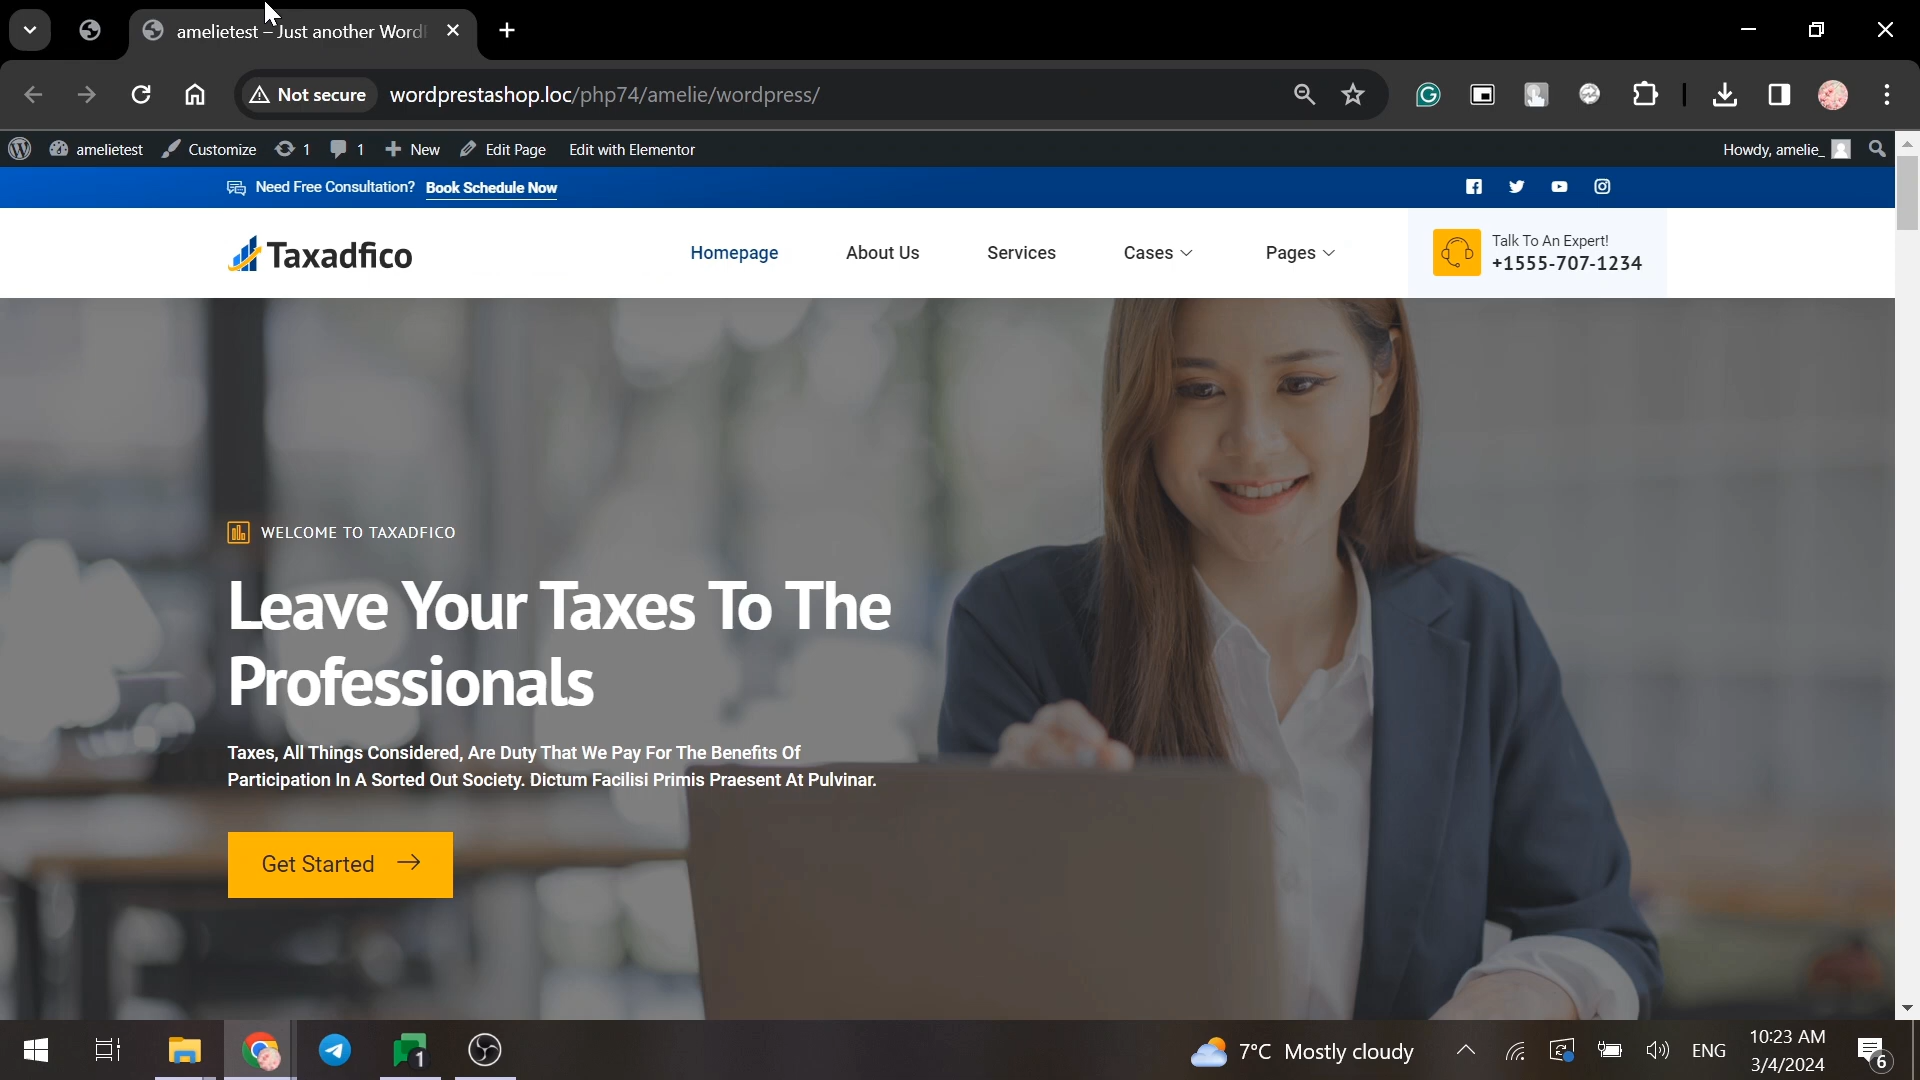 amelietest – Just another Word
Not secure
wordprestashop.loc/php74/amelie/wordpress/
amelietest
Customize
1
1
New
Edit Page
Edit with Elementor
Howdy, amelie_
Need Free Consultation? Book Schedule Now
Taxadfico
Homepage
About Us
Services
Cases
Pages
Talk To An Expert!
+1555-707-1234
WELCOME TO TAXADFICO
Leave Your Taxes To The
Professionals
Taxes, All Things Considered, Are Duty That We Pay For The Benefits Of
Participation In A Sorted Out Society. Dictum Facilisi Primis Praesent At Pulvinar.
Get Started
1
7°C Mostly cloudy
ENG
10:23 AM
3/4/2024
6